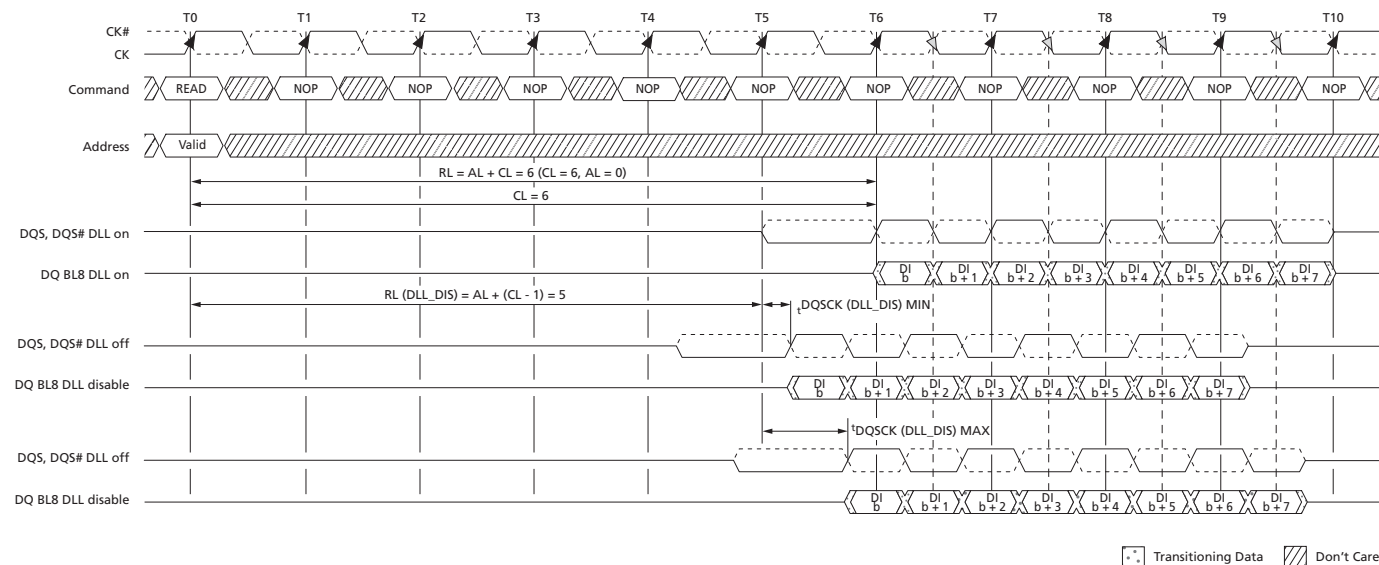 T0 T1 T2 T3 T4 T5 T6 T7 T8 T9 T10
CK#
CK
Command READ NOP NOP NOP NOP NOP NOP NOP NOP NOP NOP
Address Valid
RL = AL + CL = 6 (CL = 6, AL = 0)
CL = 6
DQS, DQS# DLL on
DQ BL8 DLL on DI b DI b + 1 DI b + 2 DI b + 3 DI b + 4 DI b + 5 DI b + 6 DI b + 7
RL (DLL_DIS) = AL + (CL - 1) = 5
tDQSCK (DLL_DIS) MIN
DQS, DQS# DLL off
DQ BL8 DLL disable DI b DI b + 1 DI b + 2 DI b + 3 DI b + 4 DI b + 5 DI b + 6 DI b + 7
tDQSCK (DLL_DIS) MAX
DQS, DQS# DLL off
DQ BL8 DLL disable DI b DI b + 1 DI b + 2 DI b + 3 DI b + 4 DI b + 5 DI b + 6 DI b + 7
Transitioning Data Don't Care